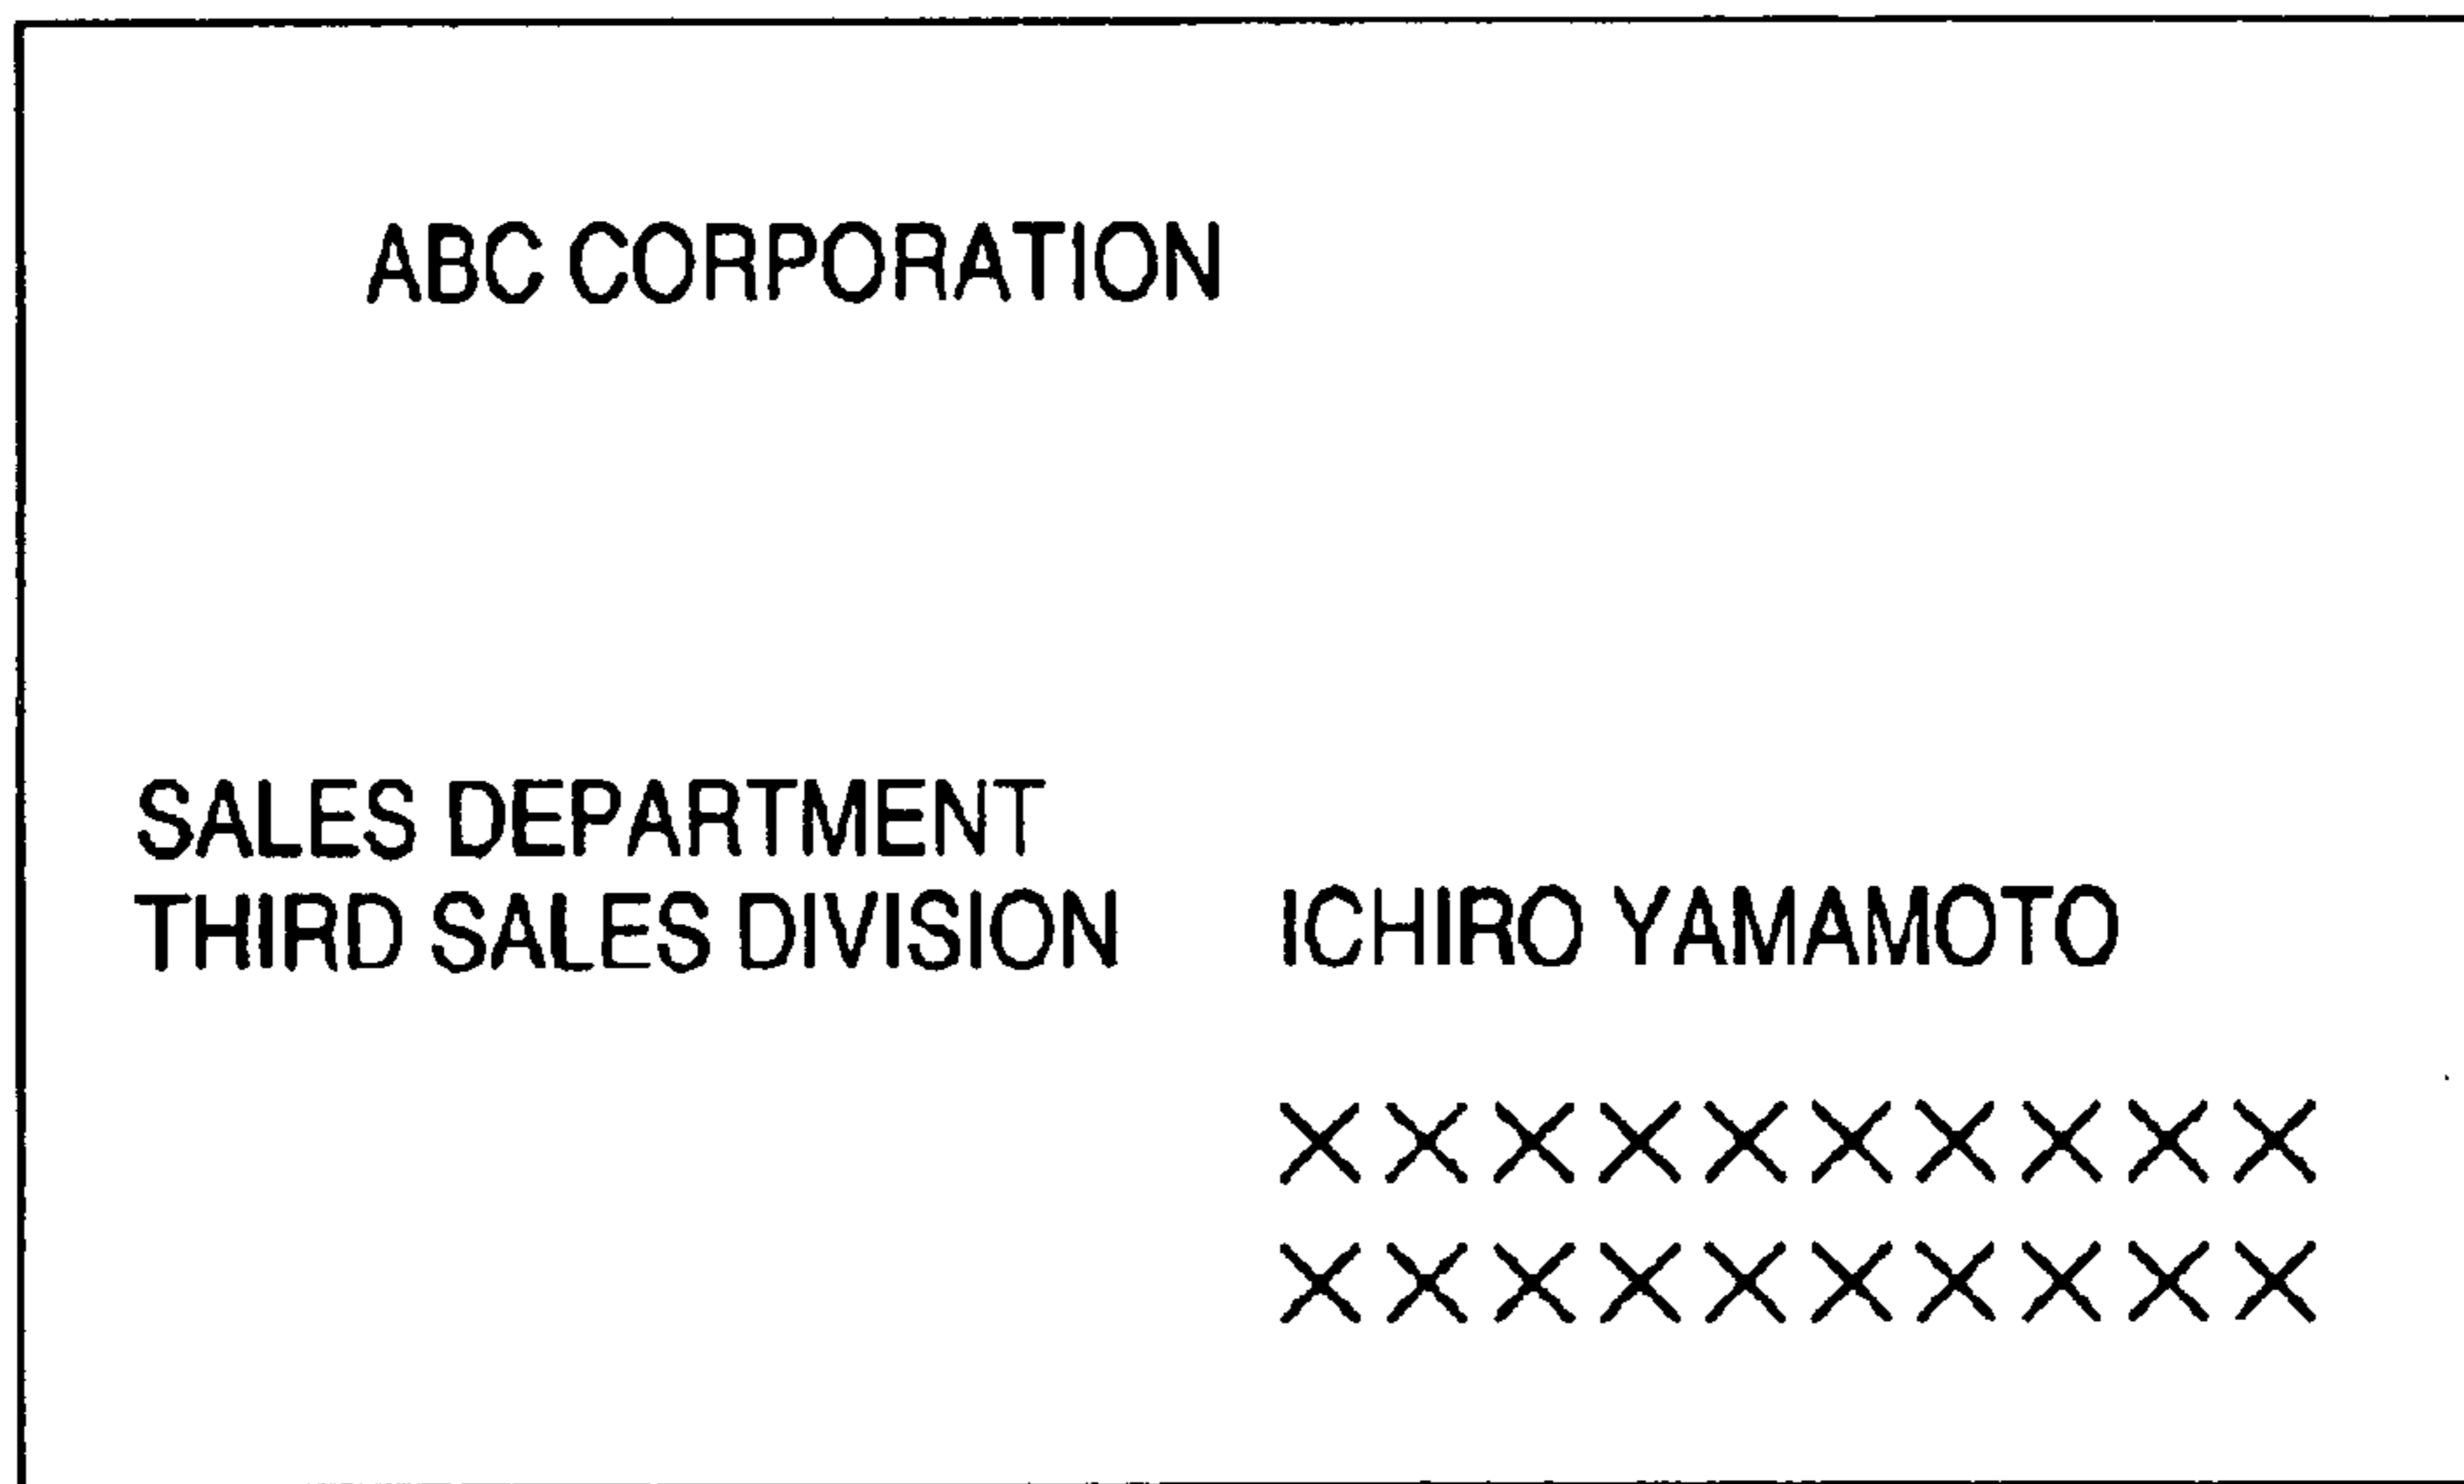 ABC CORPORATION
SALES DEPARTMENT
THIRD SALES DIVISION ICHIRO YAMAMOTO
××××××××××
××××××××××